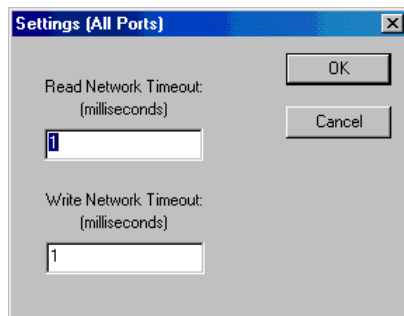 Settings (All Ports)
OK
Read Network Timeout:
(milliseconds)
Cancel
1
Write Network Timeout:
(milliseconds)
1